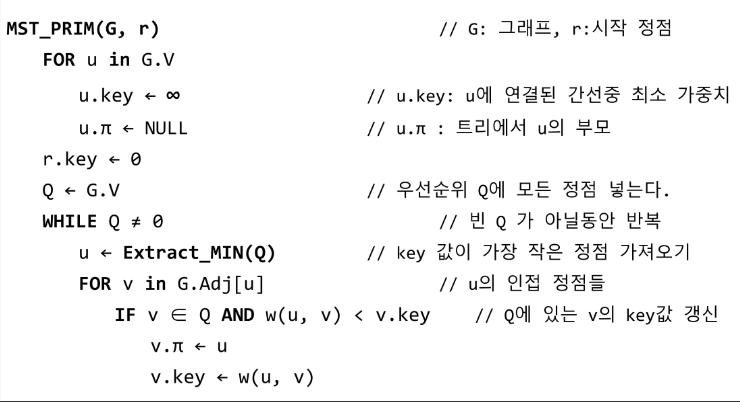 MST_PRIM(G, r) // G: 그래프, r:시작 정점
FOR u in G.V
u.key ← ∞ // u.key: u에 연결된 간선중 최소 가중치
u.π ← NULL // u.π : 트리에서 u의 부모
r.key ← 0
Q ← G.V // 우선순위 Q에 모든 정점 넣는다.
WHILE Q ≠ 0 // 빈 Q 가 아닐동안 반복
u ← Extract_MIN(Q) // key 값이 가장 작은 정점 가져오기
FOR v in G.Adj[u] // u의 인접 정점들
IF v ∈ Q AND w(u, v) < v.key // Q에 있는 v의 key값 갱신
v.π ← u
v.key ← w(u, v)